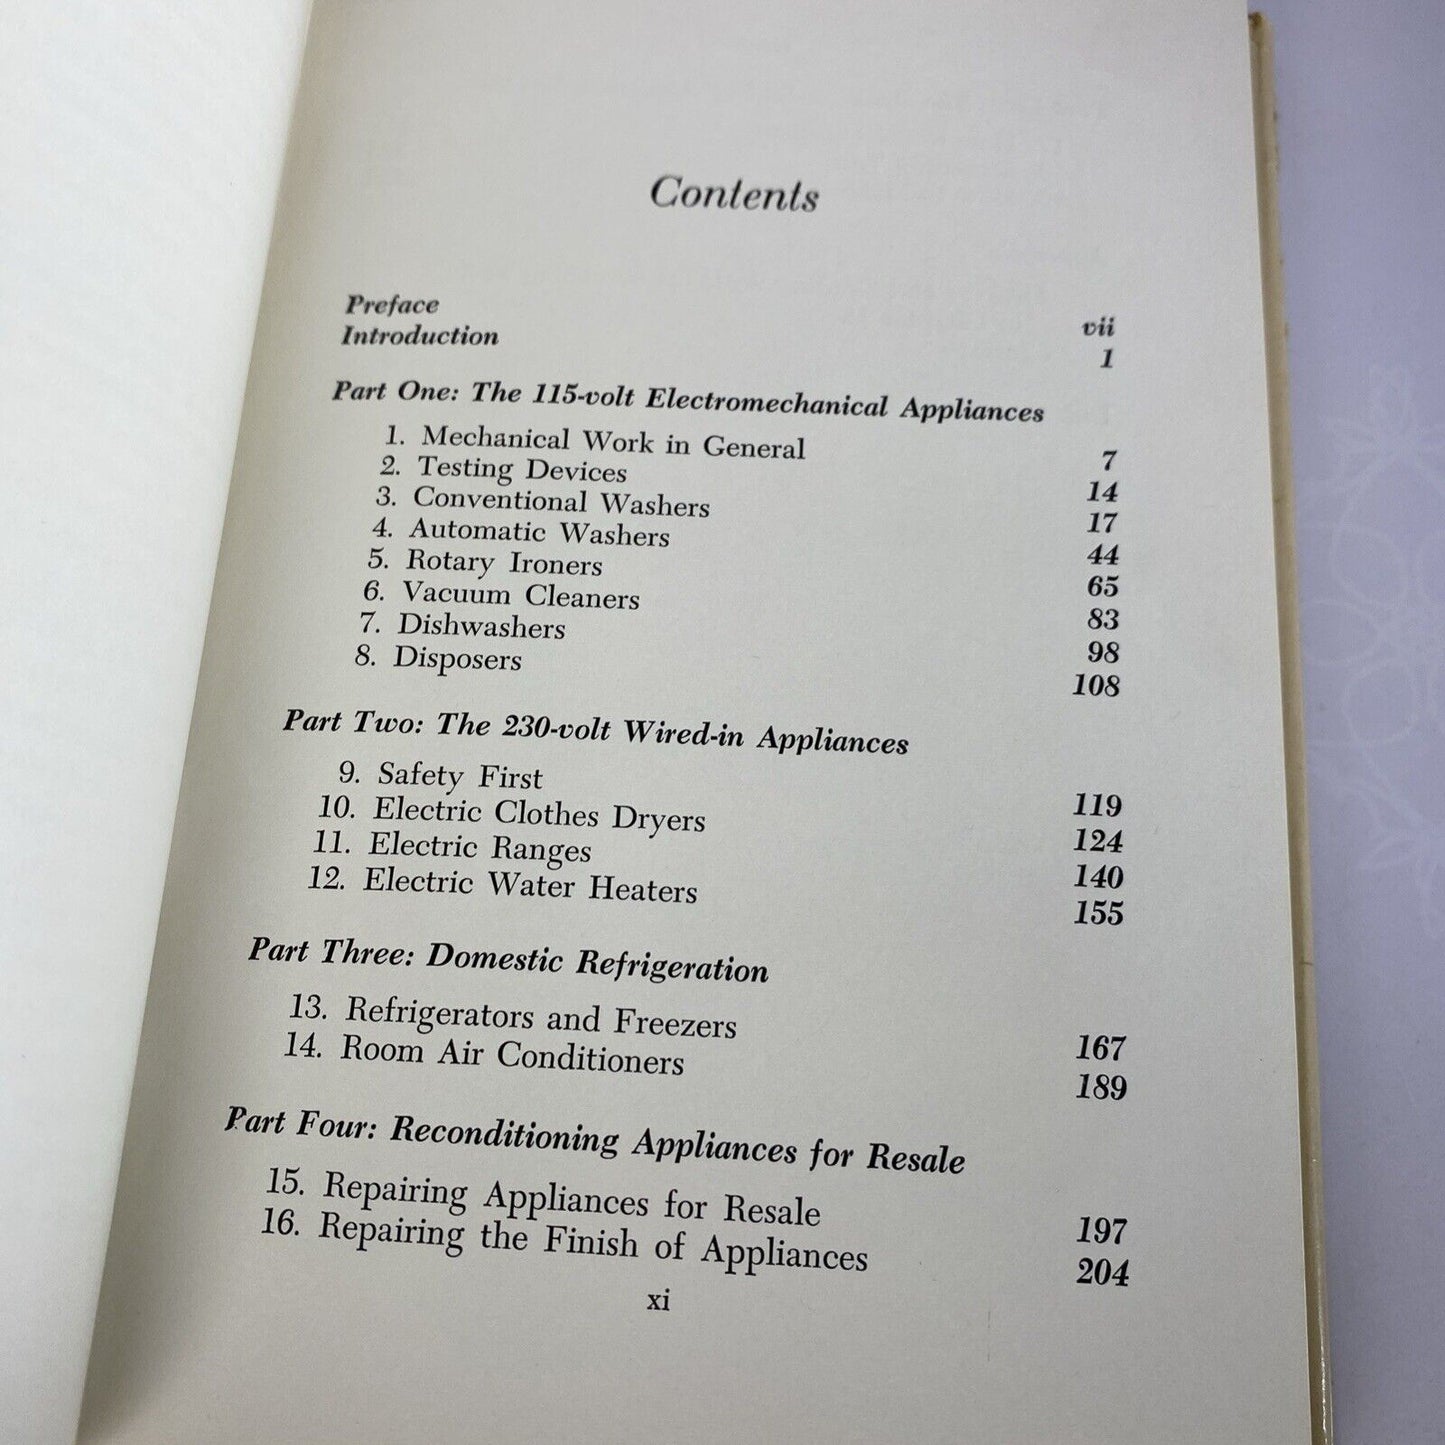 Contents
Preface vii
Introduction 1
Part One: The 115-volt Electromechanical Appliances
1. Mechanical Work in General 7
2. Testing Devices 14
3. Conventional Washers 17
4. Automatic Washers 44
5. Rotary Ironers 65
6. Vacuum Cleaners 83
7. Dishwashers 98
8. Disposers 108
Part Two: The 230-volt Wired-in Appliances
9. Safety First 119
10. Electric Clothes Dryers 124
11. Electric Ranges 140
12. Electric Water Heaters 155
Part Three: Domestic Refrigeration
13. Refrigerators and Freezers 167
14. Room Air Conditioners 189
Part Four: Reconditioning Appliances for Resale
15. Repairing Appliances for Resale 197
16. Repairing the Finish of Appliances 204
xi